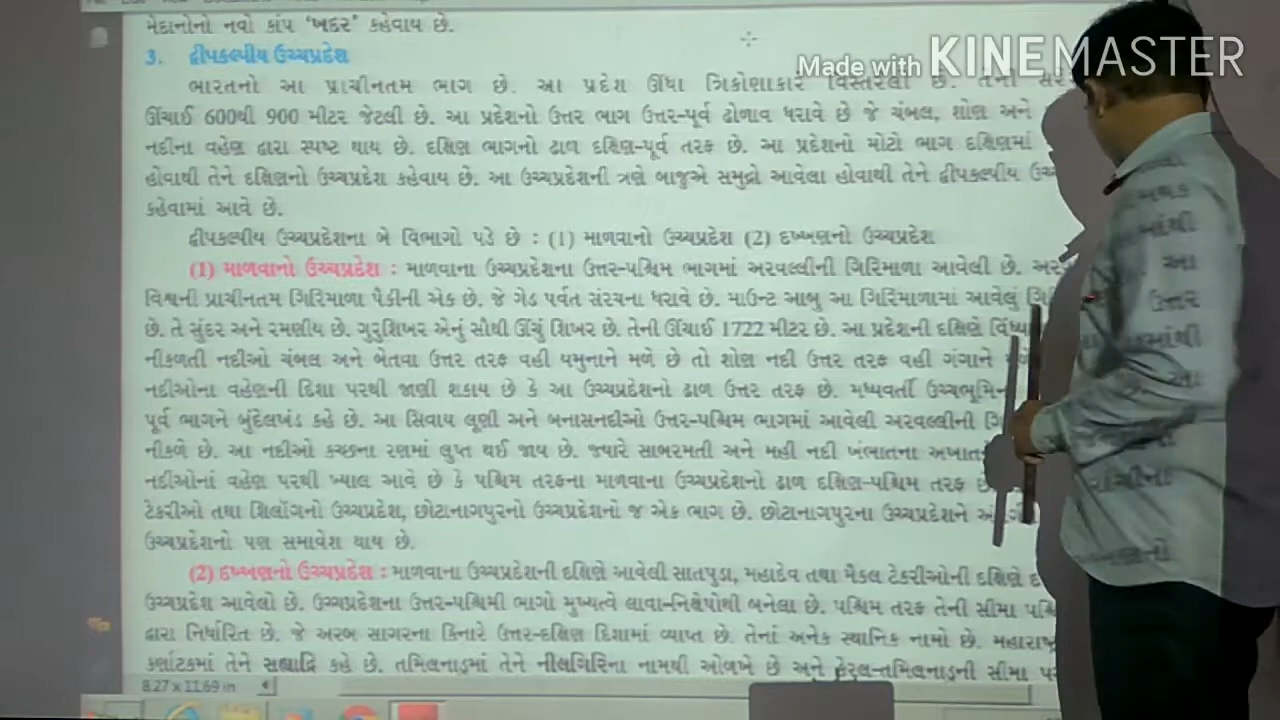 મેદાનોનો નવો કાંપ ‘ખદર’ કહેવાય છે.
Made with KINEMASTER
3. દ્વીપકલ્પીય ઉચ્ચપ્રદેશ
ભારતનો આ પ્રાચીનતમ ભાગ છે. આ પ્રદેશ ઊંધા ત્રિકોણાકારે વિસ્તરેલો છે. તેની
ઊંચાઈ 600થી 900 મીટર જેટલી છે. આ પ્રદેશનો ઉત્તર ભાગ ઉત્તર-પૂર્વ ઢોળાવ ધરાવે છે જે ચંબલ, શોણ અને
નદીના વહેણ દ્વારા સ્પષ્ટ થાય છે. દક્ષિણ ભાગનો ઢાળ દક્ષિણ-પૂર્વ તરફ છે. આ પ્રદેશનો મોટો ભાગ દક્ષિણમાં
હોવાથી તેને દક્ષિણનો ઉચ્ચપ્રદેશ કહેવાય છે. આ ઉચ્ચપ્રદેશની ત્રણે બાજુએ સમુદ્રો આવેલા હોવાથી તેને દ્વીપકલ્પીય
કહેવામાં આવે છે.
દ્વીપકલ્પીય ઉચ્ચપ્રદેશના બે વિભાગો પડે છે : (1) માળવાનો ઉચ્ચપ્રદેશ (2) દખ્ખણનો ઉચ્ચપ્રદેશ
(1) માળવાનો ઉચ્ચપ્રદેશ : માળવાના ઉચ્ચપ્રદેશના ઉત્તર-પશ્ચિમ ભાગમાં અરવલ્લીની ગિરિમાળા આવેલી છે.
વિશ્વની પ્રાચીનતમ ગિરિમાળા પૈકીની એક છે. જે ગેડ પર્વત સંરચના ધરાવે છે. માઉન્ટ આબુ આ ગિરિમાળામાં આવેલું
છે. તે સુંદર અને રમણીય છે. ગુરુશિખર એનું સૌથી ઊંચું શિખર છે. તેની ઊંચાઈ 1722 મીટર છે. આ પ્રદેશની દક્ષિણે
નીકળતી નદીઓ ચંબલ અને બેતવા ઉત્તર તરફ વહી યમુનાને મળે છે તો શોણ નદી ઉત્તર તરફ વહી ગંગાને
નદીઓના વહેણની દિશા પરથી જાણી શકાય છે કે આ ઉચ્ચપ્રદેશનો ઢાળ ઉત્તર તરફ છે. મધ્યવર્તી
પૂર્વ ભાગને બુંદેલખંડ કહે છે. આ સિવાય લૂણી અને બનાસનદીઓ ઉત્તર-પશ્ચિમ ભાગમાં આવેલી અરવલ્લીની
નીકળે છે. આ નદીઓ કચ્છના રણમાં લુપ્ત થઈ જાય છે. જ્યારે સાબરમતી અને મહી નદી ખંભાતના
નદીઓનાં વહેણ પરથી ખ્યાલ આવે છે કે પશ્ચિમ તરફના માળવાના ઉચ્ચપ્રદેશનો ઢાળ દક્ષિણ-પશ્ચિમ તરફ
ટેકરીઓ તથા શિલૉંગનો ઉચ્ચપ્રદેશ, છોટાનાગપુરનો ઉચ્ચપ્રદેશનો જ એક ભાગ છે. છોટાનાગપુરના ઉચ્ચપ્રદેશને
ઉચ્ચપ્રદેશનો પણ સમાવેશ થાય છે.
(2) દખ્ખણનો ઉચ્ચપ્રદેશ : માળવાના ઉચ્ચપ્રદેશની દક્ષિણે આવેલી સાતપુડા, મહાદેવ તથા મૈકલ ટેકરીઓની દક્ષિણે
ઉચ્ચપ્રદેશ આવેલો છે. ઉચ્ચપ્રદેશના ઉત્તર-પશ્ચિમી ભાગો મુખ્યત્વે લાવા-નિક્ષેપોથી બનેલા છે. પશ્ચિમ તરફ તેની સીમા
દ્વારા નિર્ધારિત છે. જે અરબ સાગરના કિનારે ઉત્તર-દક્ષિણ દિશામાં વ્યાપ્ત છે. તેનાં અનેક સ્થાનિક નામો છે.
કર્ણાટકમાં તેને સહ્યાદ્રિ કહે છે. તમિલનાડુમાં તેને નીલગિરિના નામથી ઓળખે છે અને કેરલ-તમિલનાડુની સીમા
8.27 x 11.69 in